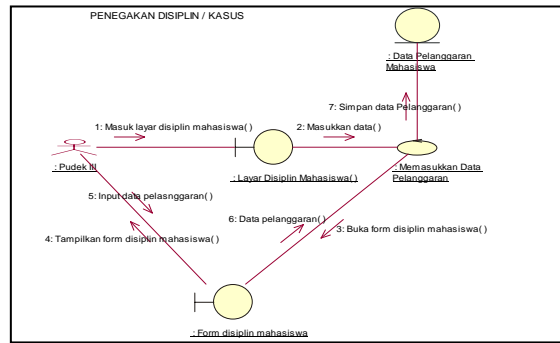 PENEGAKAN DISIPLIN / KASUS
: Data Pelanggaran
Mahasiswa
7: Simpan data Pelanggaran( )
1: Masuk layar disiplin mahasiswa( )
2: Masukkan data( )
: Pudek III
: Layar Disiplin Mahasiswa( )
: Memasukkan Data
Pelanggaran
5: Input data pelasnggaran( )
6: Data pelanggaran( )
3: Buka form disiplin mahasiswa( )
4: Tampilkan form disiplin mahasiswa( )
: Form disiplin mahasiswa